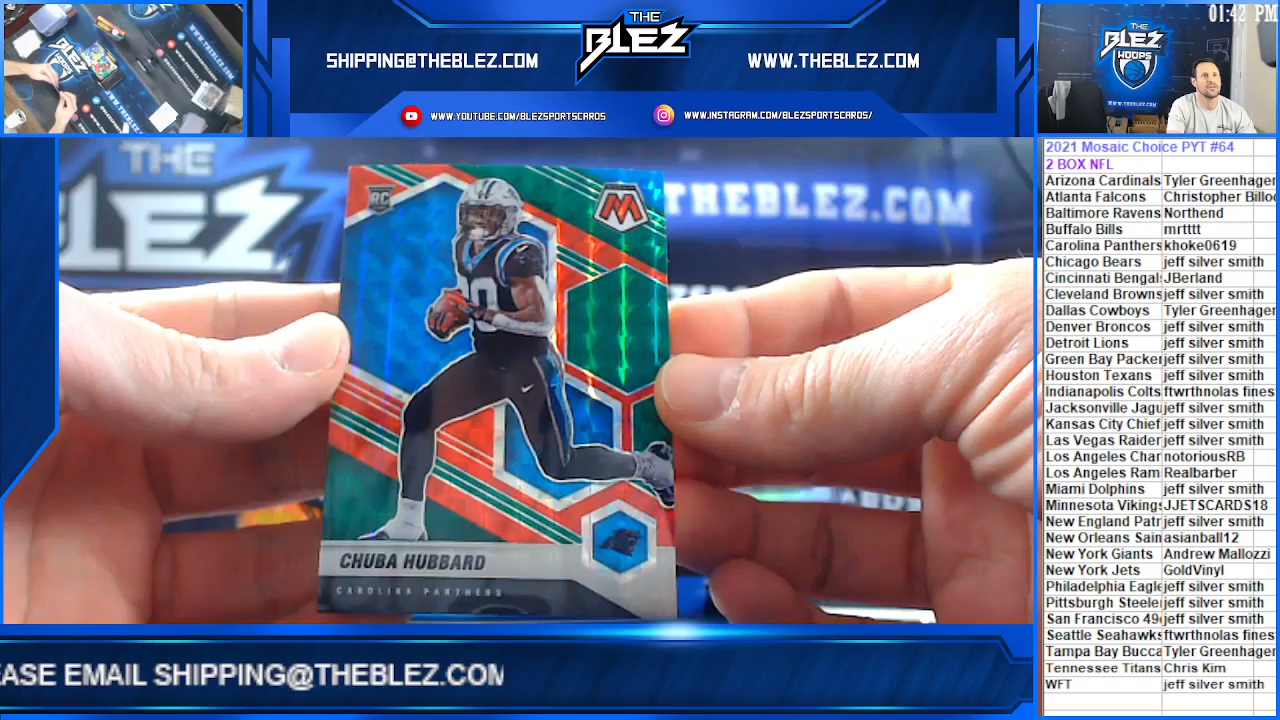 THE
BLEZ
SHIPPING@THEBLEZ.COM
WWW.THEBLEZ.COM
WWW.YOUTUBE.COM/BLEZSPORTSCARDS
WWW.INSTAGRAM.COM/BLEZSPORTSCARDS/
01:42 PM
THE
BLEZ
HOOPS
WWW.THEBLEZ.COM
THE
BLEZ
THEBLEZ.COM
RC
M
CHUBA HUBBARD
CAROLINA PANTHERS
2021 Mosaic Choice PYT #64
2 BOX NFL
Arizona Cardinals Tyler Greenhager
Atlanta Falcons Christopher Billoc
Baltimore Ravens Northend
Buffalo Bills mrtttt
Carolina Panthers khoke0619
Chicago Bears jeff silver smith
Cincinnati Bengal JBerland
Cleveland Browns jeff silver smith
Dallas Cowboys Tyler Greenhager
Denver Broncos jeff silver smith
Detroit Lions jeff silver smith
Green Bay Packer jeff silver smith
Houston Texans jeff silver smith
Indianapolis Colts ftwrthnolas fines
Jacksonville Jagu jeff silver smith
Kansas City Chief jeff silver smith
Las Vegas Raider jeff silver smith
Los Angeles Char notoriousRB
Los Angeles Ram Realbarber
Miami Dolphins jeff silver smith
Minnesota Viking JJETSCARDS18
New England Patr jeff silver smith
New Orleans Sain asianball12
New York Giants Andrew Mallozzi
New York Jets GoldVinyl
Philadelphia Eagle jeff silver smith
Pittsburgh Steeler jeff silver smith
San Francisco 49 jeff silver smith
Seattle Seahawks ftwrthnolas fines
Tampa Bay Bucca Tyler Greenhager
Tennessee Titans Chris Kim
WFT jeff silver smith
EASE EMAIL SHIPPING@THEBLEZ.COM